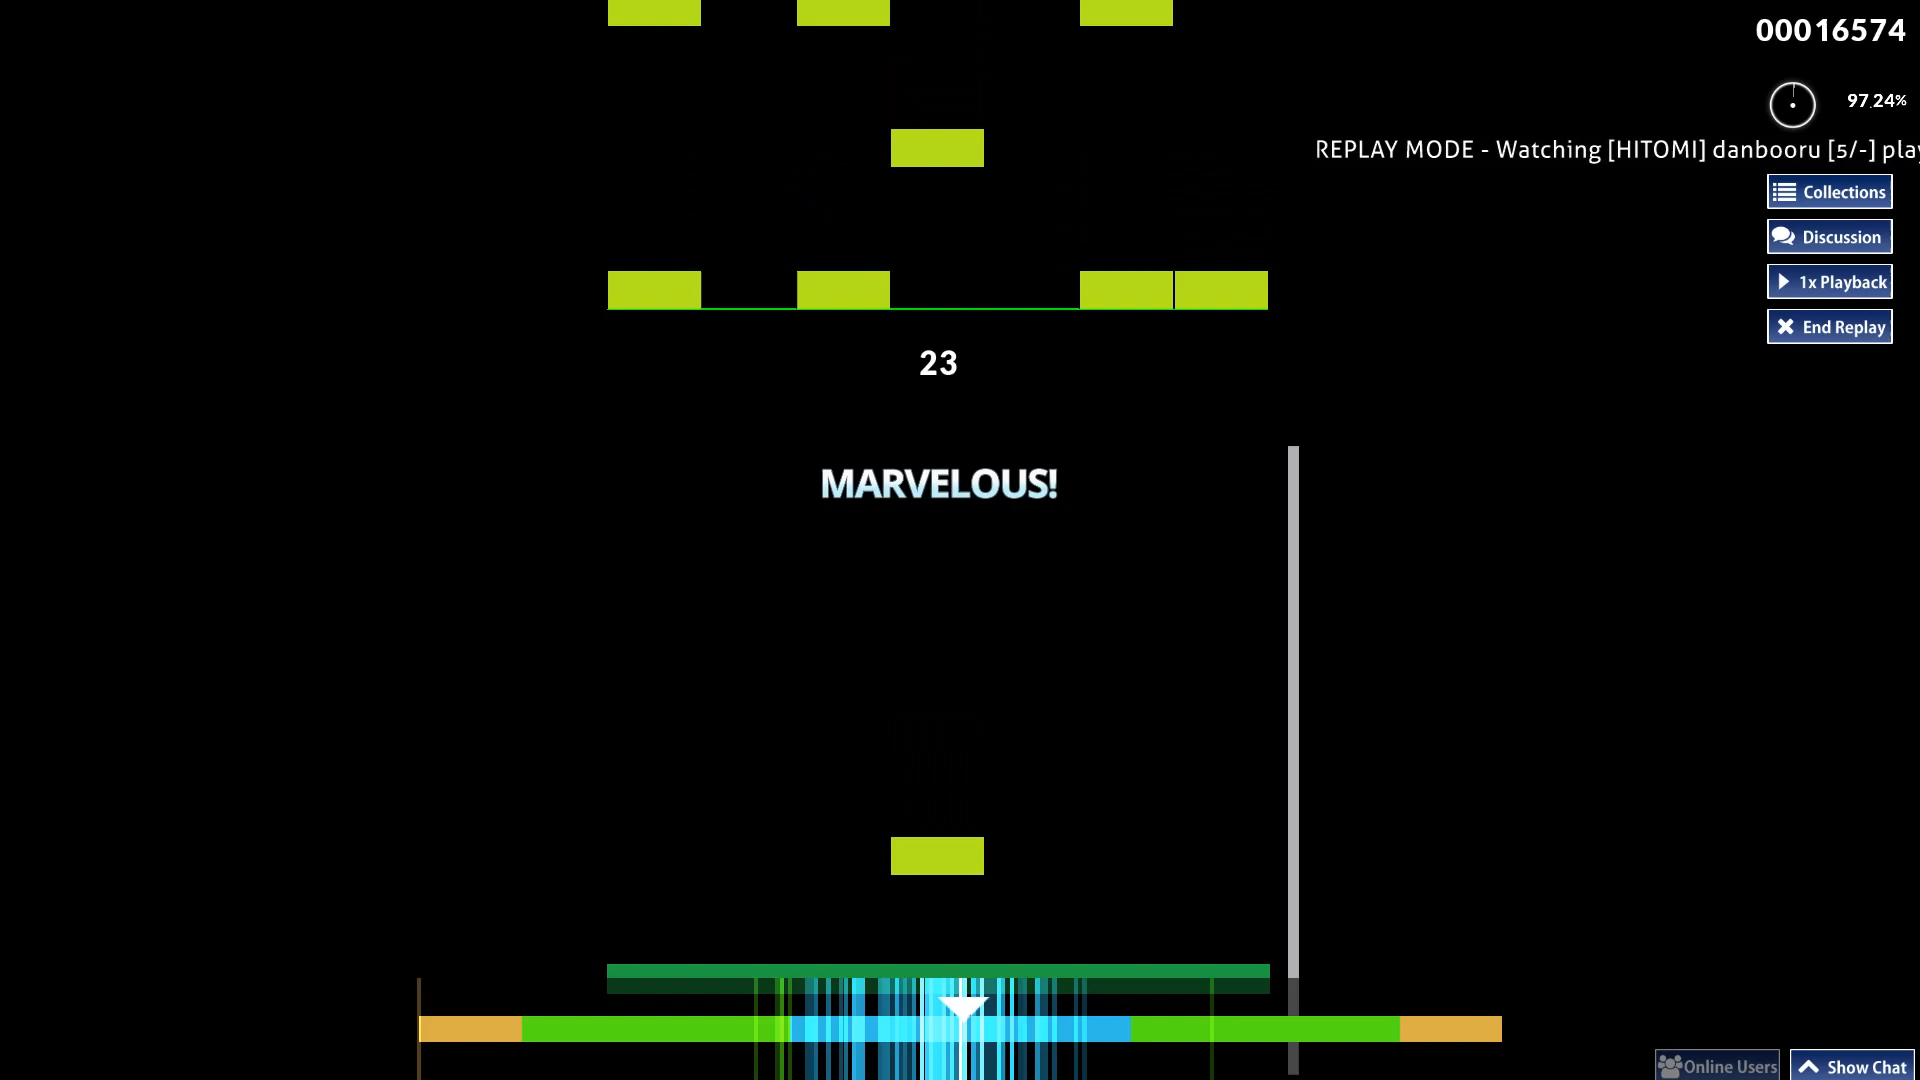 00016574
97.24%
REPLAY MODE - Watching [HITOMI] danbooru [5/-] play
Collections
Discussion
1x Playback
End Replay
23
MARVELOUS!
Online Users
Show Chat